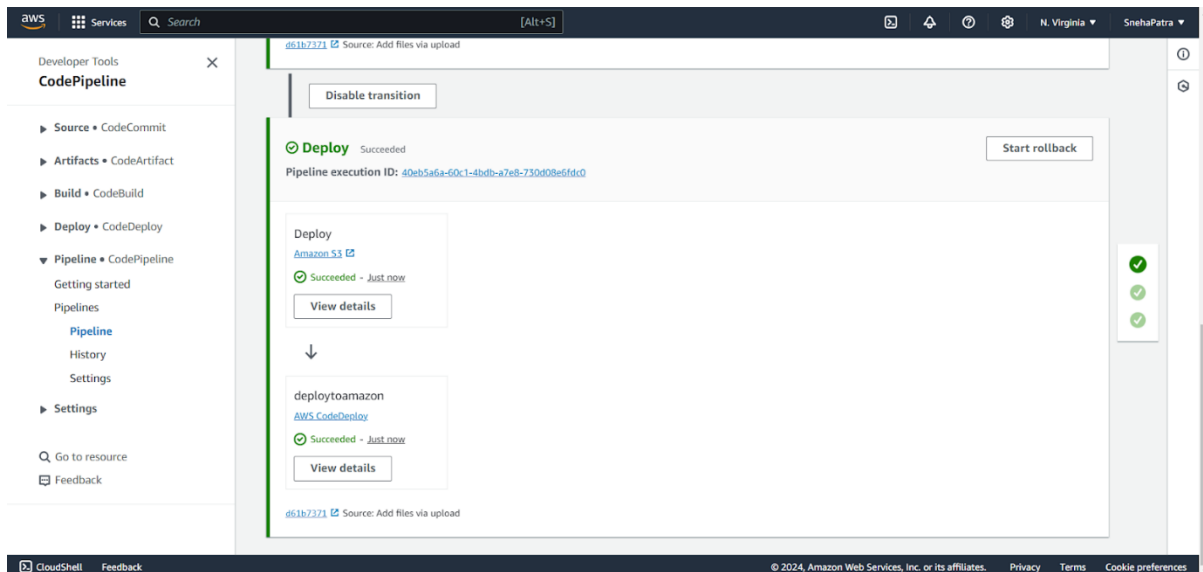 aws Services Search [Alt+S] N. Virginia ▼ SnehaPatra ▼
Developer Tools
CodePipeline
Source • CodeCommit
Artifacts • CodeArtifact
Build • CodeBuild
Deploy • CodeDeploy
Pipeline • CodePipeline
Getting started
Pipelines
Pipeline
History
Settings
Settings
Go to resource
Feedback
d61b7371 Source: Add files via upload
Disable transition
Deploy Succeeded
Start rollback
Pipeline execution ID: 40eb5a6a-60c1-4bdb-a7e8-730d08e6fdc0
Deploy
Amazon S3
Succeeded - Just now
View details
deploytoamazon
AWS CodeDeploy
Succeeded - Just now
View details
d61b7371 Source: Add files via upload
CloudShell Feedback © 2024, Amazon Web Services, Inc. or its affiliates. Privacy Terms Cookie preferences